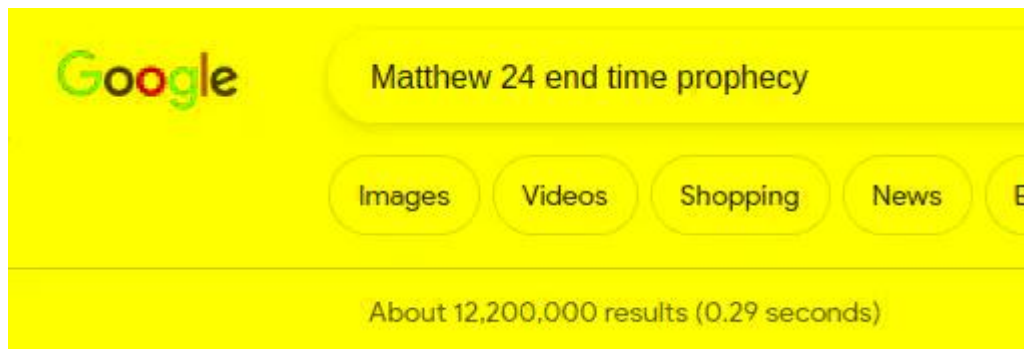 Google
Matthew 24 end time prophecy
Images Videos Shopping News
About 12,200,000 results (0.29 seconds)